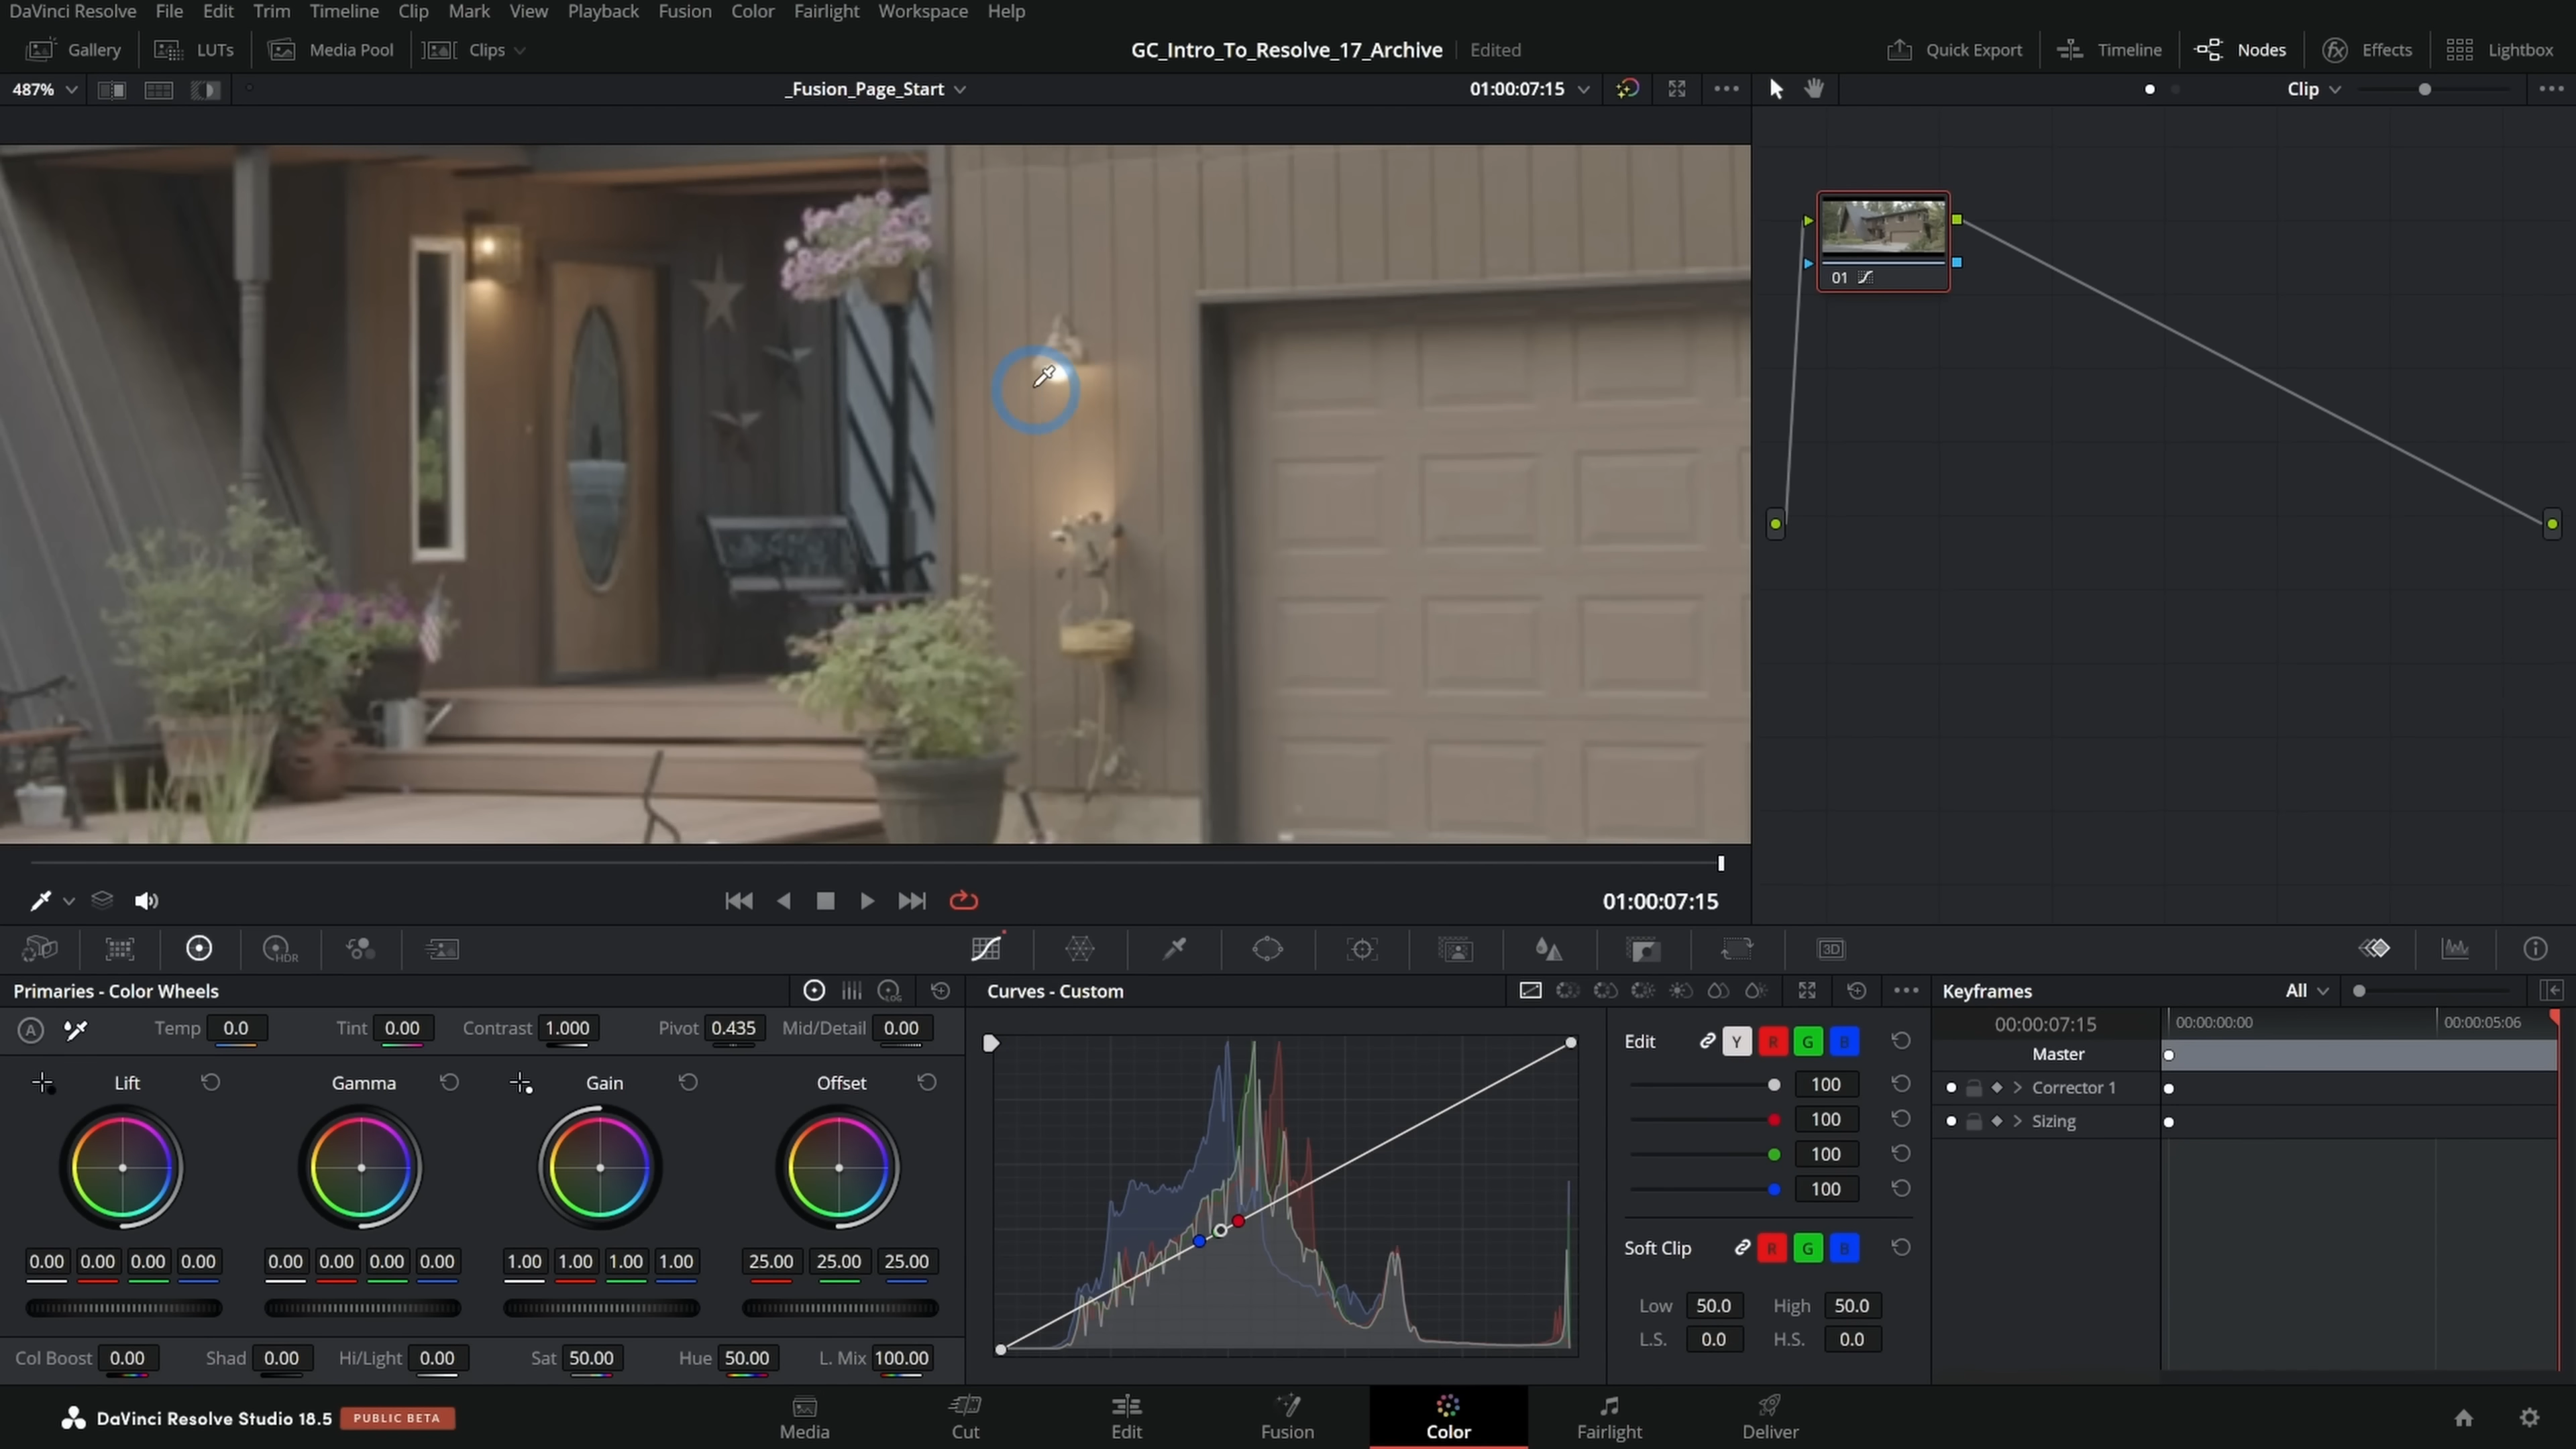 DaVinci Resolve File Edit Trim Timeline Clip Mark View Playback Fusion Color Fairlight Workspace Help
Gallery LUTs Media Pool Clips GC_Intro_To_Resolve_17_Archive Edited Quick Export Timeline Nodes Effects Lightbox
487% _Fusion_Page_Start 01:00:07:15 Clip
01
01:00:07:15
HDR 3D
Primaries - Color Wheels LOG Curves - Custom Keyframes All
A Temp 0.0 Tint 0.00 Contrast 1.000 Pivot 0.435 Mid/Detail 0.00 Edit Y R G B 00:00:07:15 00:00:00:00 00:00:05:06
Master
Lift Gamma Gain Offset 100 Corrector 1
100 Sizing
100
100
0.00 0.00 0.00 0.00 0.00 0.00 0.00 0.00 1.00 1.00 1.00 1.00 25.00 25.00 25.00 Soft Clip R G B
Low 50.0 High 50.0
L.S. 0.0 H.S. 0.0
Col Boost 0.00 Shad 0.00 Hi/Light 0.00 Sat 50.00 Hue 50.00 L. Mix 100.00
DaVinci Resolve Studio 18.5 PUBLIC BETA Media Cut Edit Fusion Color Fairlight Deliver